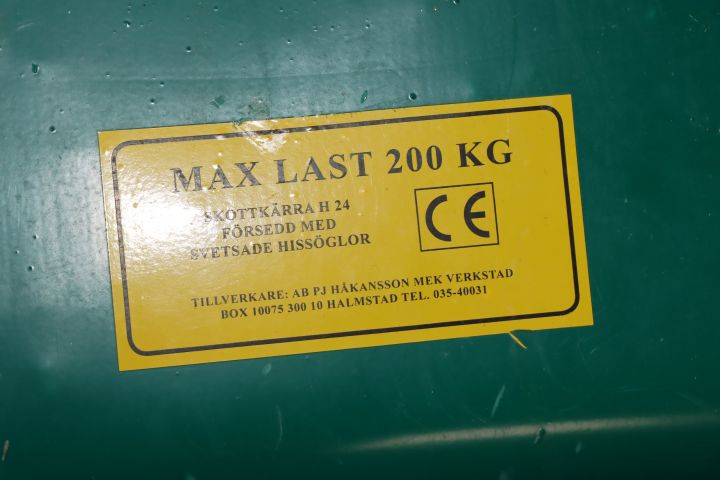 MAX LAST 200 KG
SKOTTKÄRRA H 24
FÖRSEDD MED
SVETSADE HISSÖGLOR
CE
TILLVERKARE: AB PJ HÅKANSSON MEK VERKSTAD
BOX 10075 300 10 HALMSTAD TEL. 035-40031